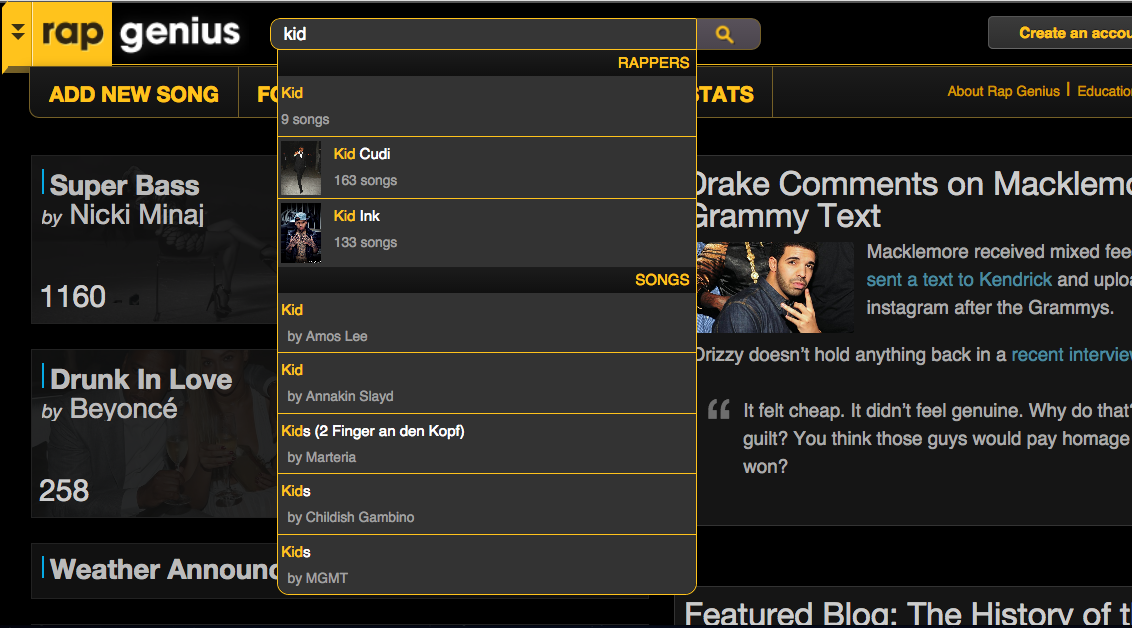 rap genius
kid
Create an accou
ADD NEW SONG
FO
STATS
About Rap Genius | Educatio
RAPPERS
Kid
9 songs
Kid Cudi
163 songs
Kid Ink
133 songs
SONGS
Kid
by Amos Lee
Kid
by Annakin Slayd
Kids (2 Finger an den Kopf)
by Marteria
Kids
by Childish Gambino
Kids
by MGMT
Super Bass
by Nicki Minaj
1160
Drunk In Love
by Beyoncé
258
Weather Announc
Drake Comments on Macklemo
Grammy Text
Macklemore received mixed fee
sent a text to Kendrick and uploa
instagram after the Grammys.
Drizzy doesn’t hold anything back in a recent interview
“ It felt cheap. It didn’t feel genuine. Why do that?
guilt? You think those guys would pay homage
won?
Featured Blog: The History of t